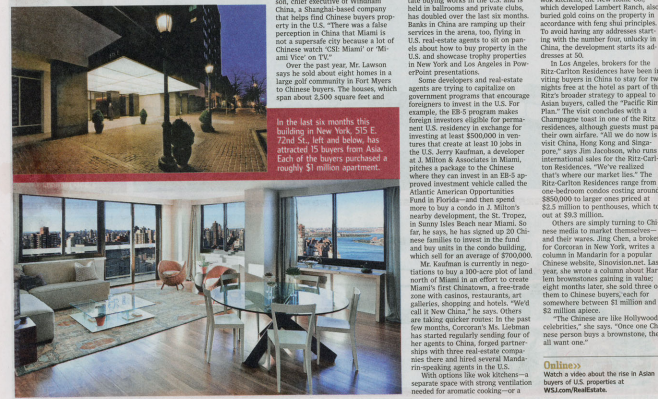 son, chief executive of Windham
China, a Shanghai-based company
that helps find Chinese buyers prop-
erty in the U.S. “There was a false
perception in China that Miami is
not a supersafe city because a lot of
Chinese watch ‘CSI: Miami’ or ‘Mi-
ami Vice’ on TV.”
Over the past year, Mr. Lawson
says he sold about eight homes in a
large golf community in Fort Myers
to Chinese buyers. The houses, which
span about 2,500 square feet and
In the last six months this
building in New York, 515 E.
72nd St., left and below, has
attracted 15 buyers from Asia.
Each of the buyers purchased a
roughly $1 million apartment.
held in ballrooms and private clubs,
has doubled over the last six months.
Banks in China are ramping up their
services in the arena, too, flying in
U.S. real-estate agents to sit on pan-
els about how to buy property in the
U.S. and showcase trophy properties
in New York and Los Angeles in Pow-
erPoint presentations.
Some developers and real-estate
agents are trying to capitalize on
government programs that encourage
foreigners to invest in the U.S. For
example, the EB-5 program makes
foreign investors eligible for perma-
nent U.S. residency in exchange for
investing at least $500,000 in ven-
tures that create at least 10 jobs in
the U.S. Jerry Kaufman, a developer
at J. Milton & Associates in Miami,
pitches a package to the Chinese
where they can invest in an EB-5 ap-
proved investment vehicle called the
Atlantic American Opportunities
Fund in Florida—and then spend
more to buy a condo in J. Milton's
nearby development, the St. Tropez,
in Sunny Isles Beach near Miami. So
far, he says, he has signed up 20 Chi-
nese families to invest in the fund
and buy units in the condo building,
which sell for an average of $700,000.
Mr. Kaufman is currently in nego-
tiations to buy a 100-acre plot of land
north of Miami in an effort to create
Miami's first Chinatown, a free-trade
zone with casinos, restaurants, art
galleries, shopping and hotels. “We'd
call it New China,” he says. Others
are taking quicker routes: In the past
few months, Corcoran's Ms. Liebman
has started regularly sending four of
her agents to China, forged partner-
ships with three real-estate compa-
nies there and hired several Manda-
rin-speaking agents in the U.S.
With options like wok kitchens—a
separate space with strong ventilation
needed for aromatic cooking—or a
which developed Lambert Ranch, also
buried gold coins on the property in
accordance with feng shui principles.
To avoid having any addresses start-
ing with the number four, unlucky in
China, the development starts its ad-
dresses at 50.
In Los Angeles, brokers for the
Ritz-Carlton Residences have been in
viting buyers in China to stay for tw
nights free at the hotel as part of th
Ritz's broader strategy to appeal to
Asian buyers, called the “Pacific Rim
Plan.” The visit concludes with a
Champagne toast in one of the Ritz
residences, although guests must pa
their own airfare. “All we do now is
visit China, Hong Kong and Singa-
pore,” says Jim Jacobson, who runs
international sales for the Ritz-Carl-
ton Residences. “We've realized
that's where our market lies.” The
Ritz-Carlton Residences range from
one-bedroom condos costing around
$850,000 to larger ones priced at
$2.5 million to penthouses, which to
out at $9.3 million.
Others are simply turning to Chi
nese media to market themselves—
and their wares. Jing Chen, a broke
for Corcoran in New York, writes a
column in Mandarin for a popular
Chinese website, Sinovision.net. Las
year, she wrote a column about Har
lem brownstones gaining in value;
eight months later, she sold three o
them to Chinese buyers, each for
somewhere between $1 million and
$2 million apiece.
“The Chinese are like Hollywood
celebrities,” she says. “Once one Ch
nese person buys a brownstone, the
all want one.”
Online>>
Watch a video about the rise in Asian
buyers of U.S. properties at
WSJ.com/RealEstate.